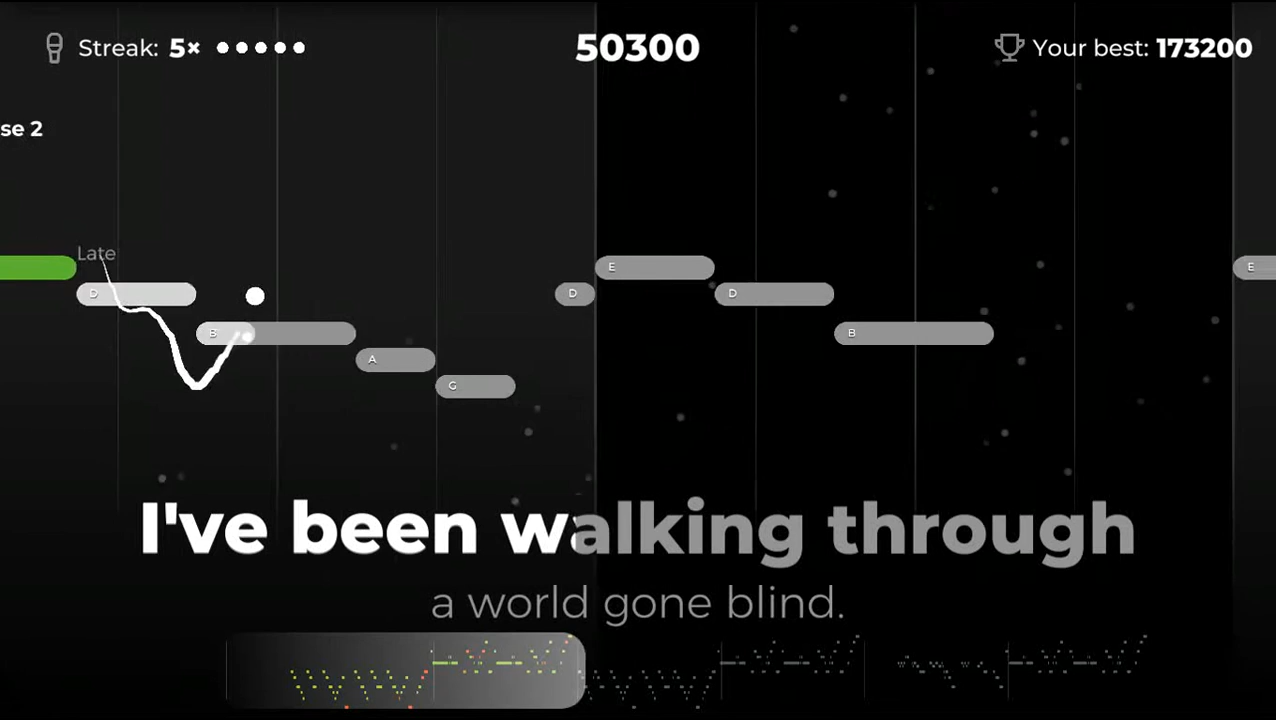 Streak: 5× 50300 Your best: 173200
se 2
Late
E E
D D D
B B
A
G
I've been walking through
a world gone blind.